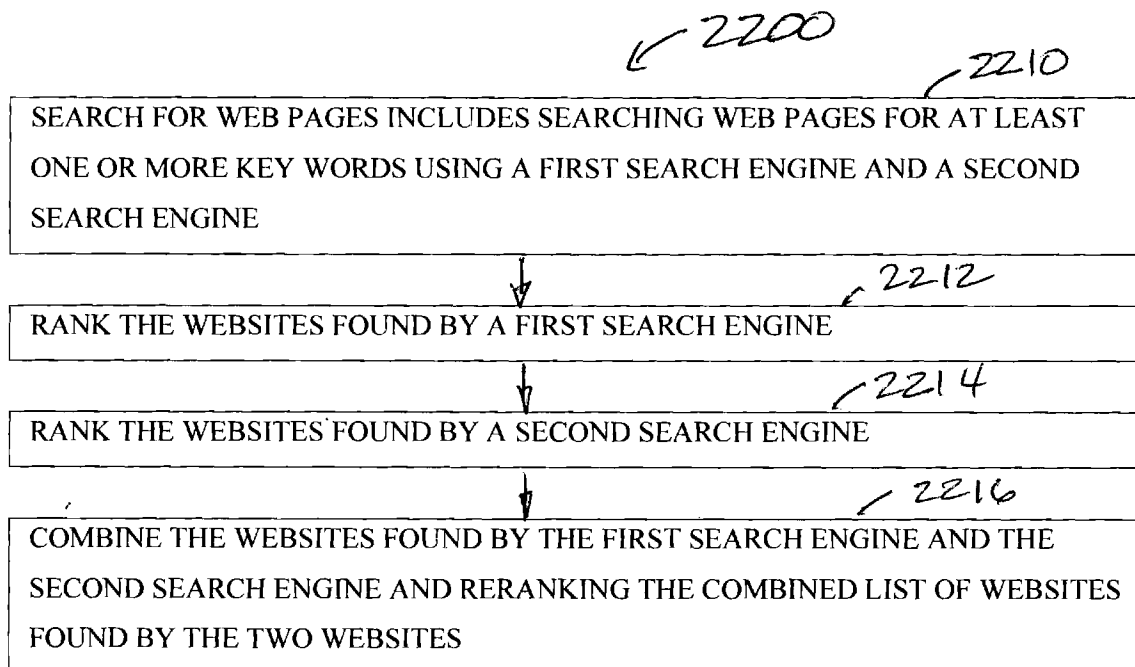 2200
2210
SEARCH FOR WEB PAGES INCLUDES SEARCHING WEB PAGES FOR AT LEAST
ONE OR MORE KEY WORDS USING A FIRST SEARCH ENGINE AND A SECOND
SEARCH ENGINE
2212
RANK THE WEBSITES FOUND BY A FIRST SEARCH ENGINE
2214
RANK THE WEBSITES FOUND BY A SECOND SEARCH ENGINE
2216
COMBINE THE WEBSITES FOUND BY THE FIRST SEARCH ENGINE AND THE
SECOND SEARCH ENGINE AND RERANKING THE COMBINED LIST OF WEBSITES
FOUND BY THE TWO WEBSITES